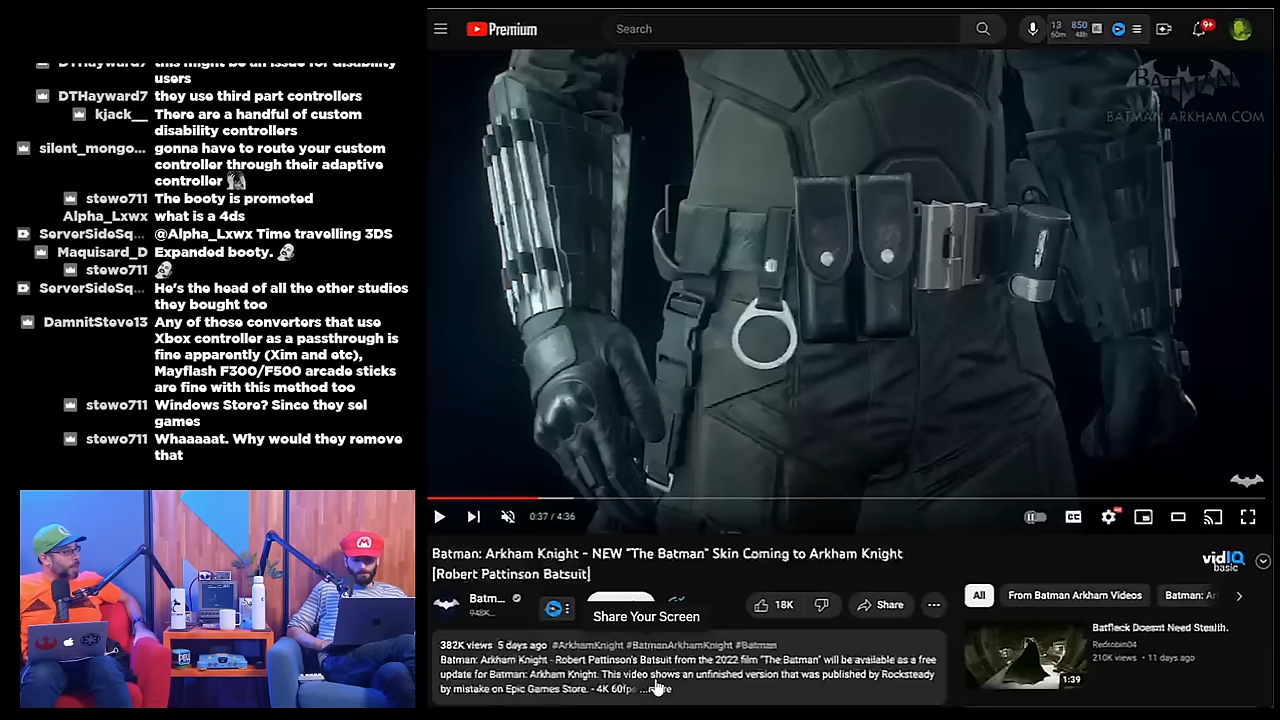 DTHayward7 this might be an issue for disability
users
DTHayward7 they use third part controllers
kjack__ There are a handful of custom
disability controllers
silent_mongo... gonna have to route your custom
controller through their adaptive
controller
stewo711 The booty is promoted
Alpha_Lxwx what is a 4ds
ServerSideSq... @Alpha_Lxwx Time travelling 3DS
Maquisard_D Expanded booty.
stewo711
ServerSideSq... He's the head of all the other studios
they bought too
DamnitSteve13 Any of those converters that use
Xbox controller as a passthrough is
fine apparently (Xim and etc),
Mayflash F300/F500 arcade sticks
are fine with this method too
stewo711 Windows Store? Since they sel
games
stewo711 Whaaaaat. Why would they remove
that
Premium
Search
13 850
60m 48h
9+
BATMAN
BATMAN ARKHAM.COM
0:37 / 4:36
CC
Batman: Arkham Knight - NEW "The Batman" Skin Coming to Arkham Knight
[Robert Pattinson Batsuit]
vidIQ
basic
Batm...
Share Your Screen
18K
Share
382K views 5 days ago #ArkhamKnight #BatmanArkhamKnight #Batman
Batman: Arkham Knight - Robert Pattinson's Batsuit from the 2022 film "The Batman" will be available as a free
update for Batman: Arkham Knight. This video shows an unfinished version that was published by Rocksteady
by mistake on Epic Games Store. - 4K 60fps
All
From Batman Arkham Videos
Batman: Ar
Batfleck Doesnt Need Stealth.
Redrobin04
210K views • 11 days ago
1:39